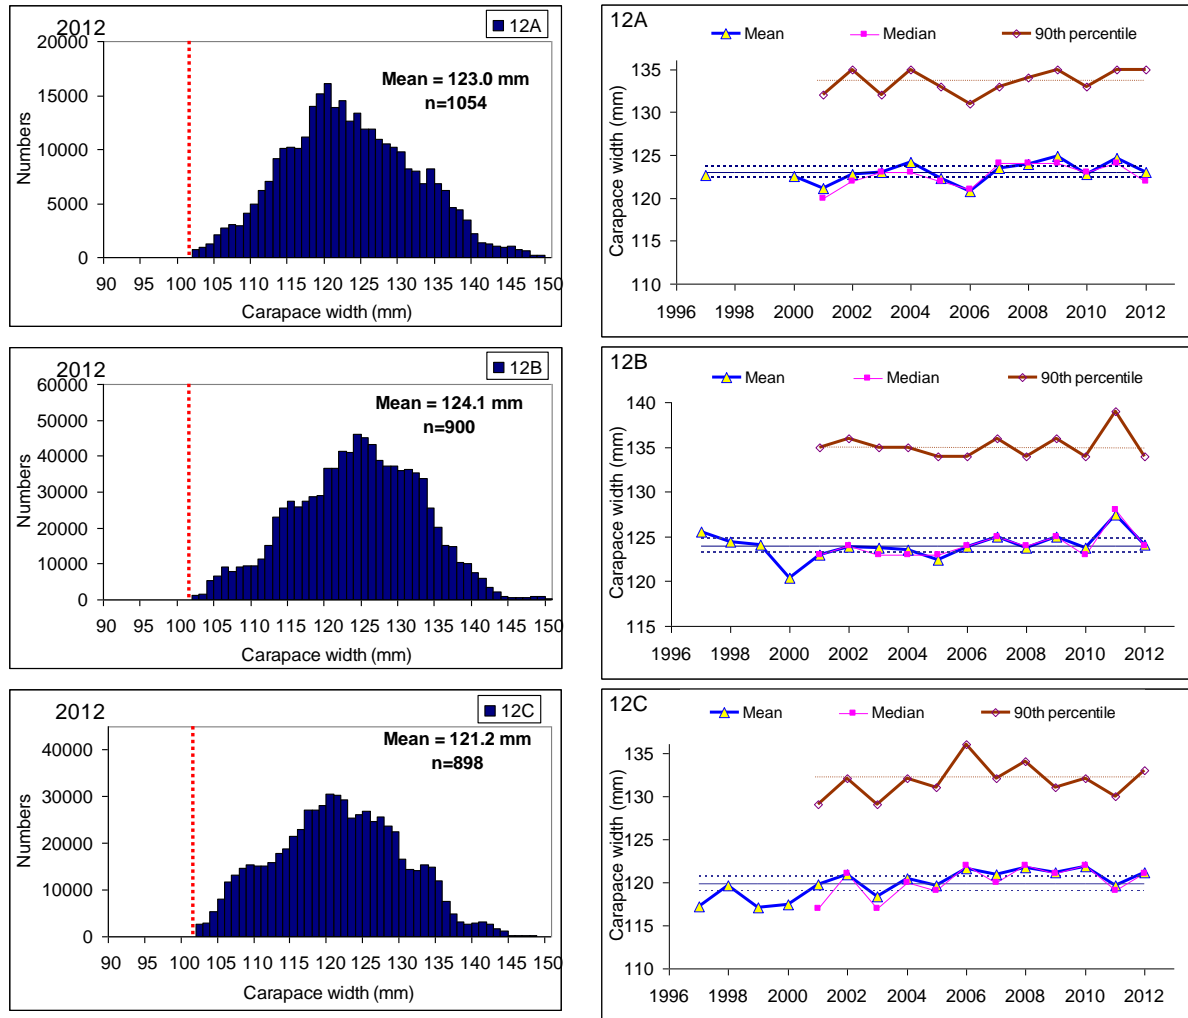 2012
12A
Mean = 123.0 mm
n=1054
20000
15000
10000
5000
0
Numbers
90 95 100 105 110 115 120 125 130 135 140 145 150
Carapace width (mm)
12A
Mean Median 90th percentile
135
125
120
115
110
Carapace width (mm)
1996 1998 2000 2002 2004 2006 2008 2010 2012
2012
12B
Mean = 124.1 mm
n=900
60000
50000
40000
30000
20000
10000
0
Numbers
90 95 100 105 110 115 120 125 130 135 140 145 150
Carapace width (mm)
12B
Mean Median 90th percentile
140
135
130
125
120
115
Carapace width (mm)
1996 1998 2000 2002 2004 2006 2008 2010 2012
2012
12C
Mean = 121.2 mm
n=898
40000
30000
20000
10000
0
Numbers
90 95 100 105 110 115 120 125 130 135 140 145 150
Carapace width (mm)
12C
Mean Median 90th percentile
135
120
115
110
Carapace width (mm)
1996 1998 2000 2002 2004 2006 2008 2010 2012